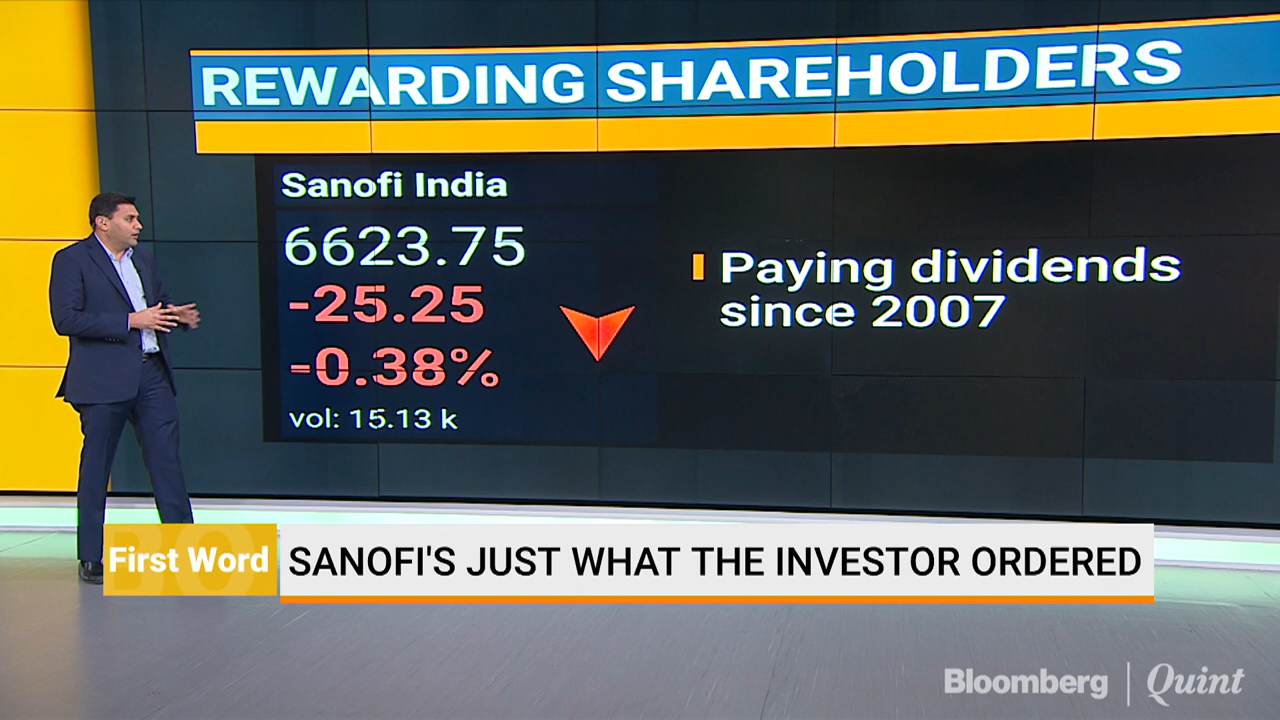 REWARDING SHAREHOLDERS
Sanofi India
6623.75
-25.25
-0.38%
vol: 15.13 k
Paying dividends
since 2007
First Word
SANOFI'S JUST WHAT THE INVESTOR ORDERED
Bloomberg | Quint